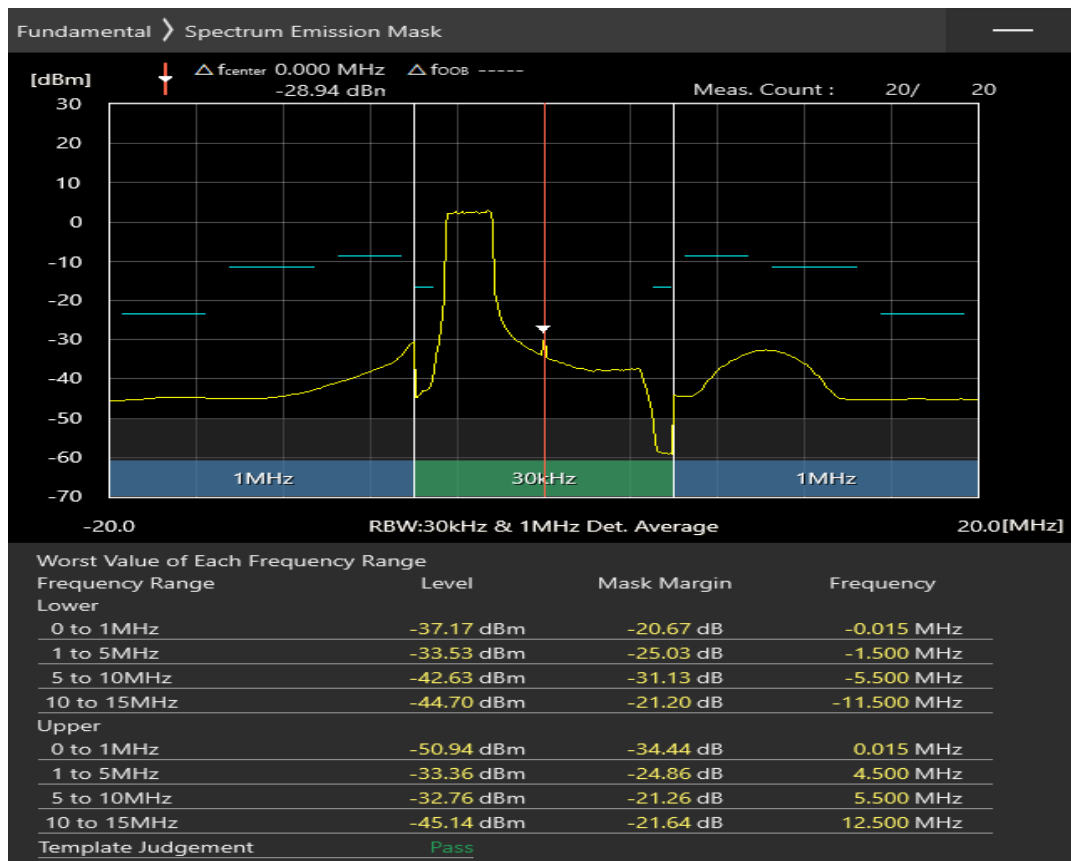 Fundamental ❯ Spectrum Emission Mask
[dBm]
△ fcenter 0.000 MHz △ fOOB -----
-28.94 dBn
Meas. Count : 20/ 20
30
20
10
0
-10
-20
-30
-40
-50
-60
-70
1MHz 30kHz 1MHz
-20.0 RBW:30kHz & 1MHz Det. Average 20.0[MHz]
Worst Value of Each Frequency Range
Frequency Range Level Mask Margin Frequency
Lower
0 to 1MHz -37.17 dBm -20.67 dB -0.015 MHz
1 to 5MHz -33.53 dBm -25.03 dB -1.500 MHz
5 to 10MHz -42.63 dBm -31.13 dB -5.500 MHz
10 to 15MHz -44.70 dBm -21.20 dB -11.500 MHz
Upper
0 to 1MHz -50.94 dBm -34.44 dB 0.015 MHz
1 to 5MHz -33.36 dBm -24.86 dB 4.500 MHz
5 to 10MHz -32.76 dBm -21.26 dB 5.500 MHz
10 to 15MHz -45.14 dBm -21.64 dB 12.500 MHz
Template Judgement Pass